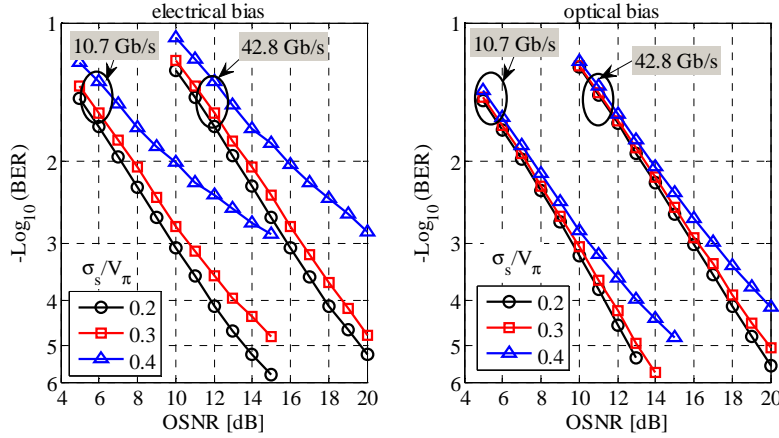 electrical bias
1
2
3
4
5
6
-Log10 (BER)
10.7 Gb/s
42.8 Gb/s
σs/Vπ
0.2
0.3
0.4
4 6 8 10 12 14 16 18 20
OSNR [dB]
optical bias
1
2
3
4
5
6
-Log10 (BER)
10.7 Gb/s
42.8 Gb/s
σs/Vπ
0.2
0.3
0.4
4 6 8 10 12 14 16 18 20
OSNR [dB]